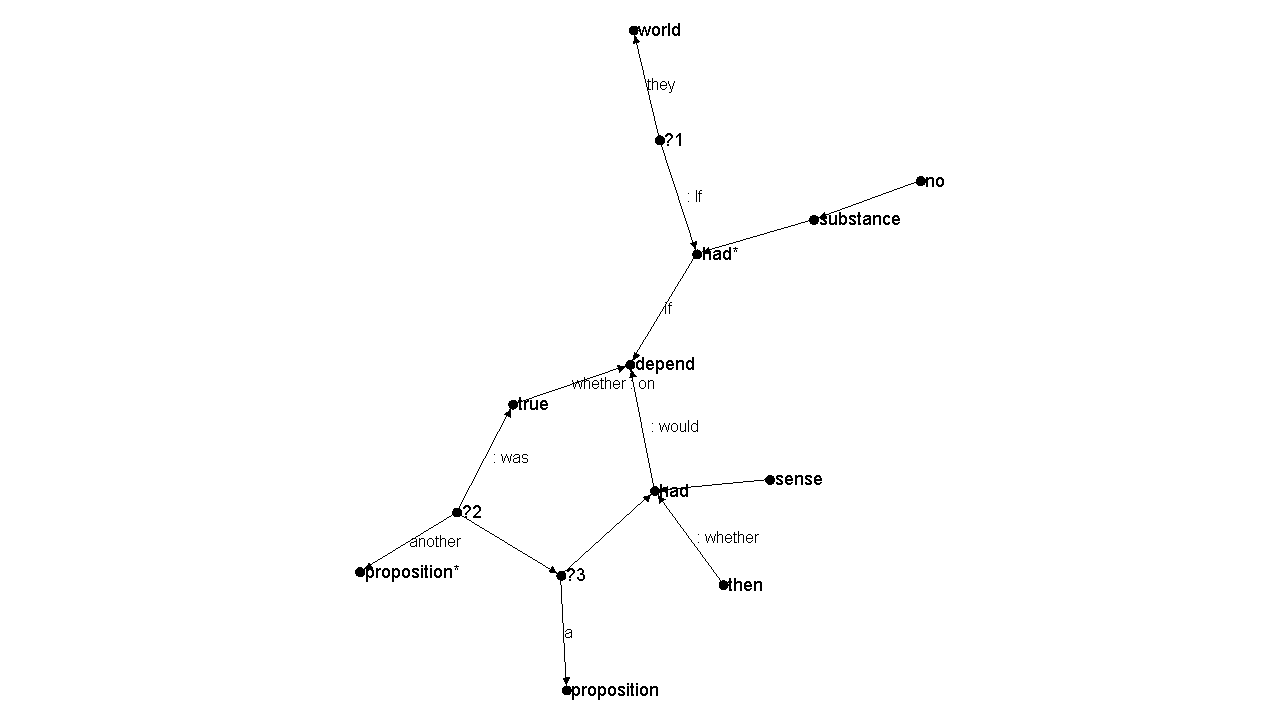 world
they
?1
no
: If
substance
had*
if
depend
whether : on
true
: would
: was
sense
had
?2
: whether
another
proposition*
?3
then
a
proposition